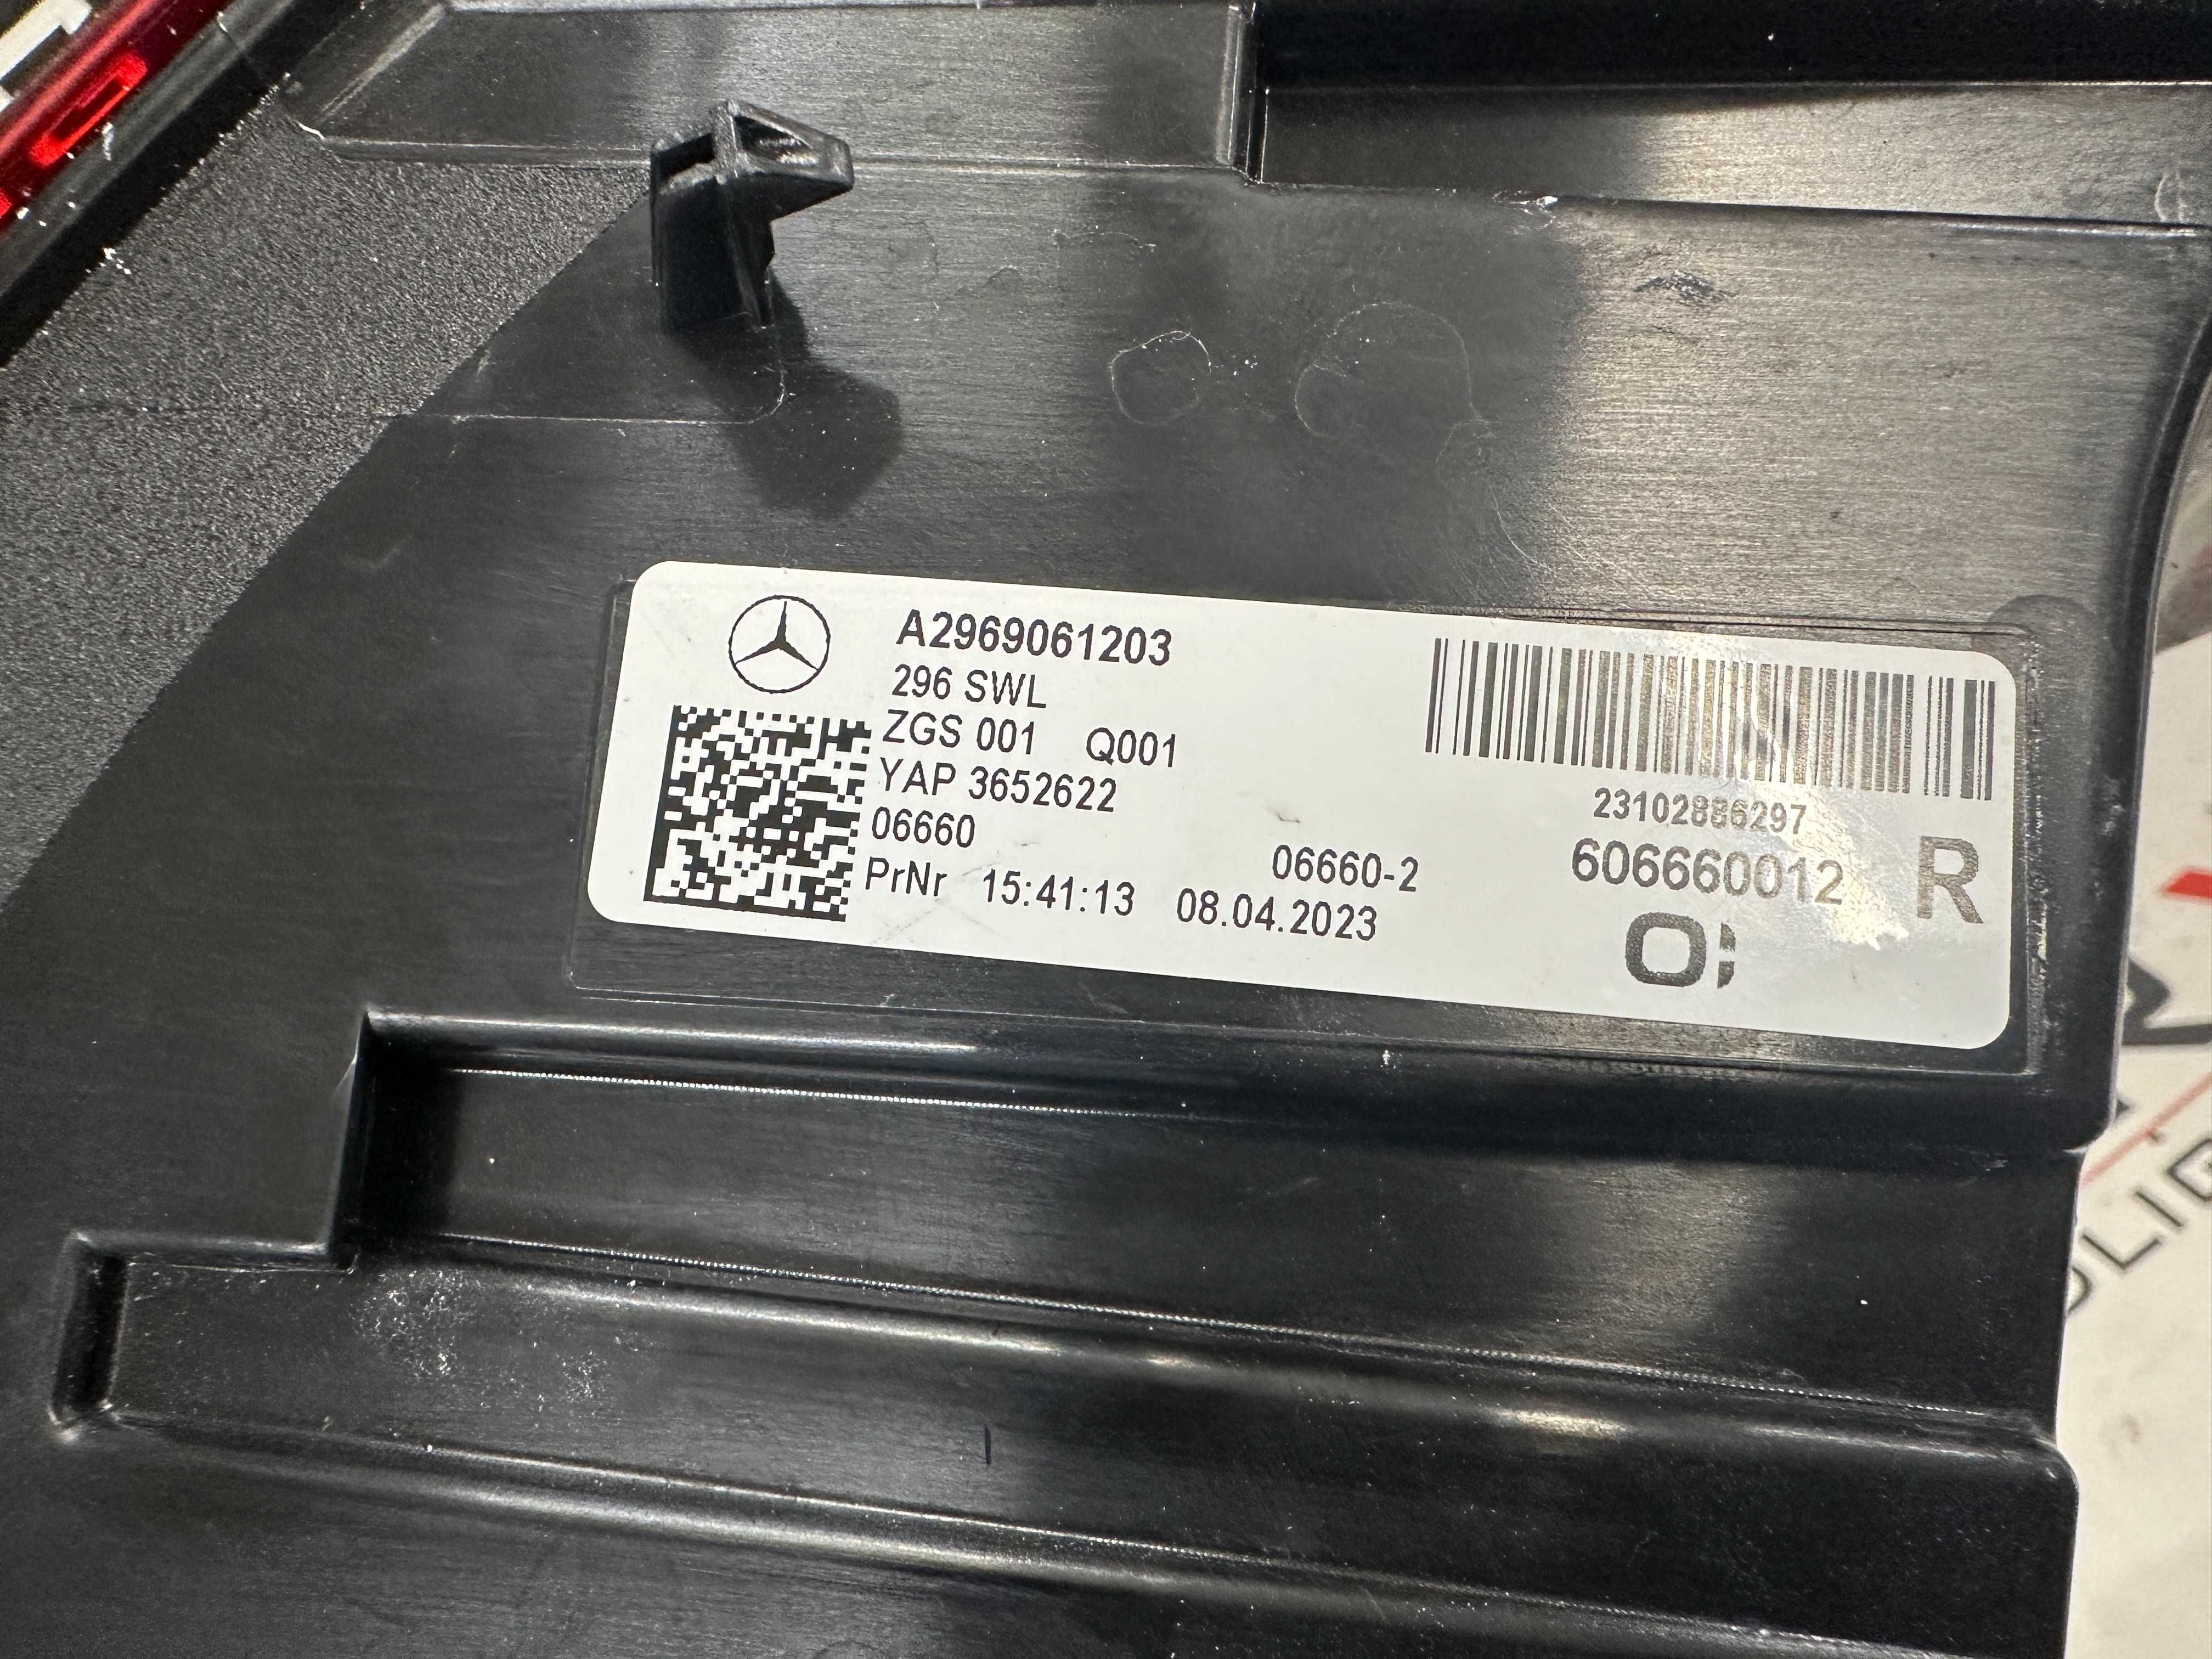 A2969061203
296 SWL
ZGS 001 Q001
YAP 3652622
06660
PrNr 15:41:13 08.04.2023
06660-2
23102886297
606660012 R